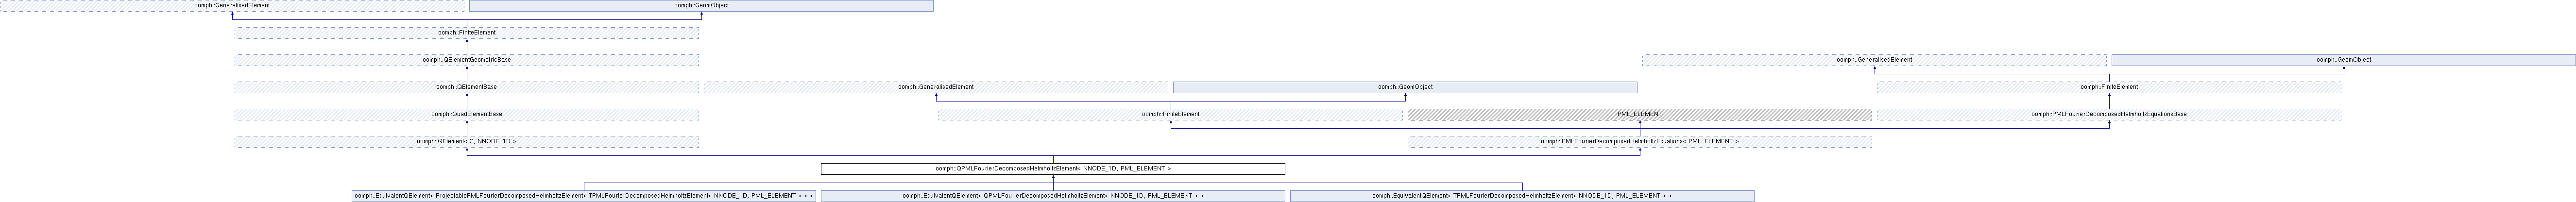 oomph::GeneralisedElement
oomph::GeomObject
oomph::FiniteElement
oomph::QElementGeometricBase
oomph::GeneralisedElement
oomph::GeomObject
oomph::QElementBase
oomph::GeneralisedElement
oomph::GeomObject
oomph::FiniteElement
oomph::QuadElementBase
oomph::FiniteElement
PML_ELEMENT
oomph::PMLFourierDecomposedHelmholtzEquationsBase
oomph::QElement< 2, NNODE_1D >
oomph::PMLFourierDecomposedHelmholtzEquations< PML_ELEMENT >
oomph::QPMLFourierDecomposedHelmholtzElement< NNODE_1D, PML_ELEMENT >
oomph::EquivalentQElement< ProjectablePMLFourierDecomposedHelmholtzElement< TPMLFourierDecomposedHelmholtzElement< NNODE_1D, PML_ELEMENT > > >
oomph::EquivalentQElement< QPMLFourierDecomposedHelmholtzElement< NNODE_1D, PML_ELEMENT > >
oomph::EquivalentQElement< TPMLFourierDecomposedHelmholtzElement< NNODE_1D, PML_ELEMENT > >